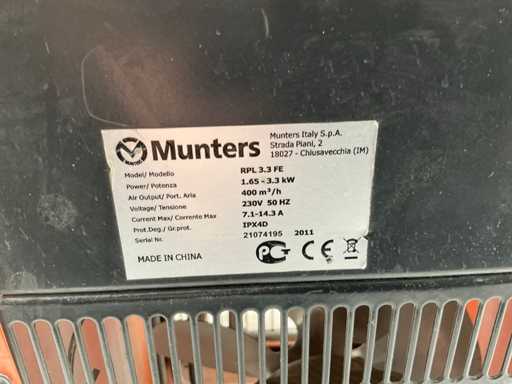 Munters
Munters Italy S.p.A.
Strada Piani, 2
18027 - Chiusavecchia (IM)
Model/ Modello RPL 3.3 FE
Power/ Potenza 1.65 - 3.3 kW
Air Output/ Port. Aria 400 m³/h
Voltage/ Tensione 230V 50 HZ
Current Max/ Corrente Max 7.1-14.3 A
Prot.Deg./ Gr.prot. IPX4D
Serial Nr. 21074195 2011
MADE IN CHINA
PG CE